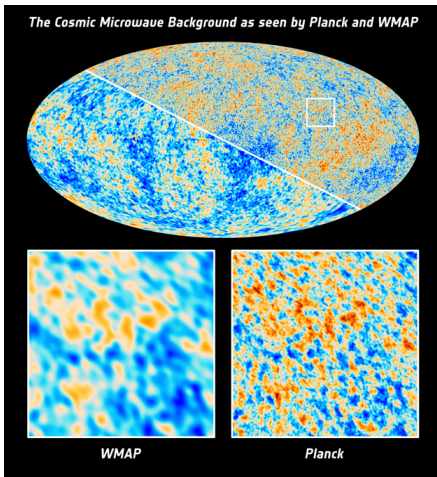 The Cosmic Microwave Background as seen by Planck and WMAP
WMAP
Planck